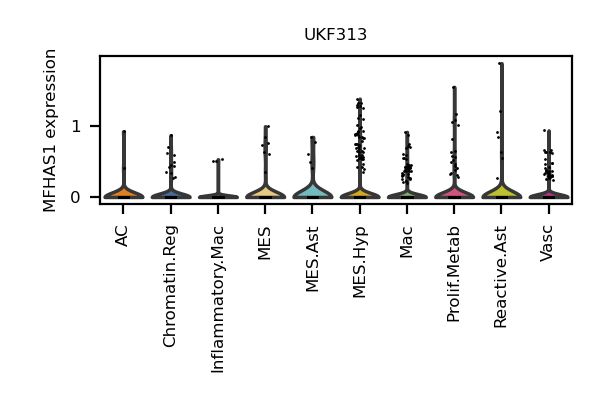 UKF313
MFHAS1 expression
1
0
AC
Chromatin.Reg
Inflammatory.Mac
MES
MES.Ast
MES.Hyp
Mac
Prolif.Metab
Reactive.Ast
Vasc